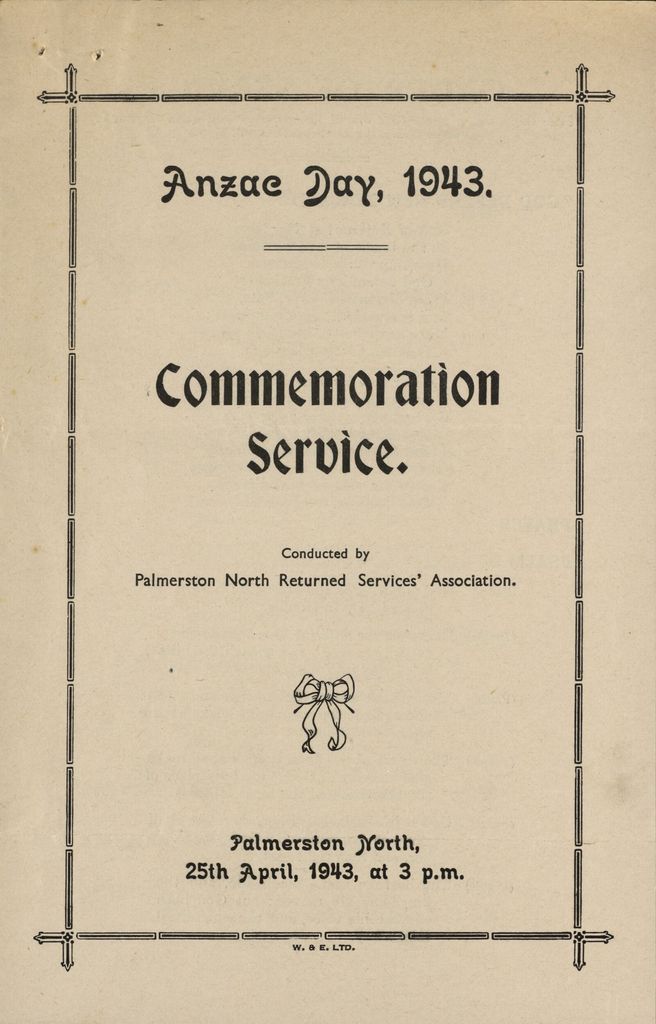 Anzac Day, 1943.
Commemoration
Service.
Conducted by
Palmerston North Returned Services' Association.
Palmerston North,
25th April, 1943, at 3 p.m.
W. & E. LTD.